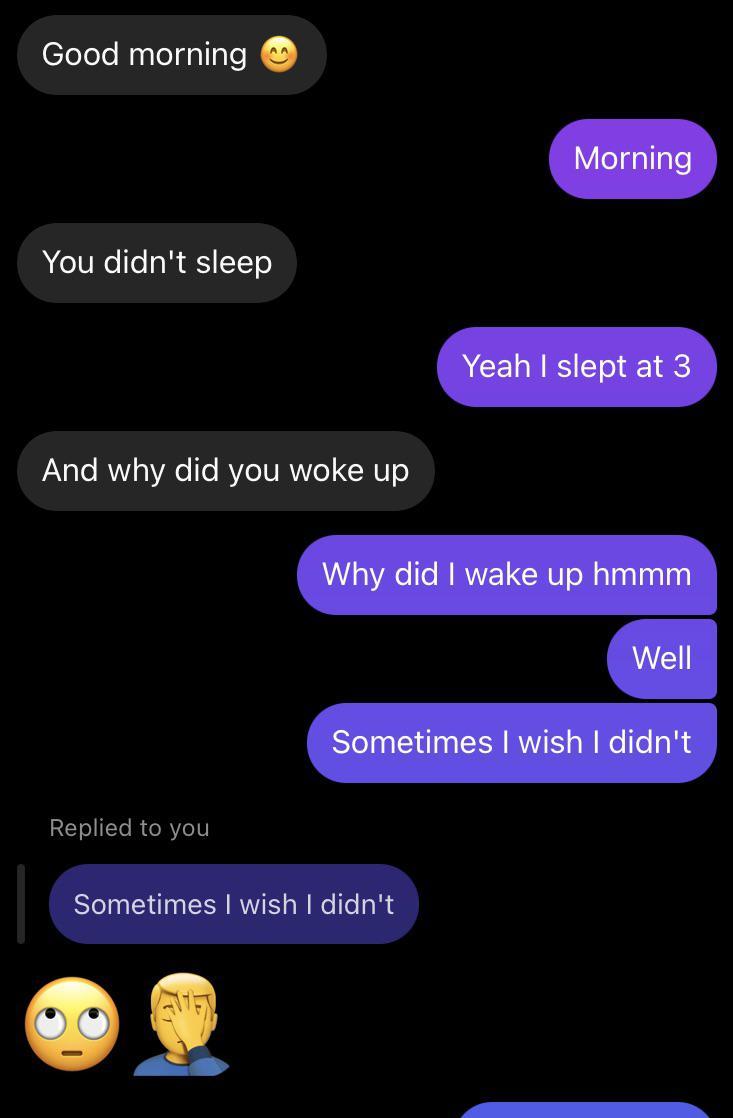 Good morning 😊
Morning
You didn't sleep
Yeah I slept at 3
And why did you woke up
Why did I wake up hmmm
Well
Sometimes I wish I didn't
Replied to you
Sometimes I wish I didn't
🙄🤦‍♂️